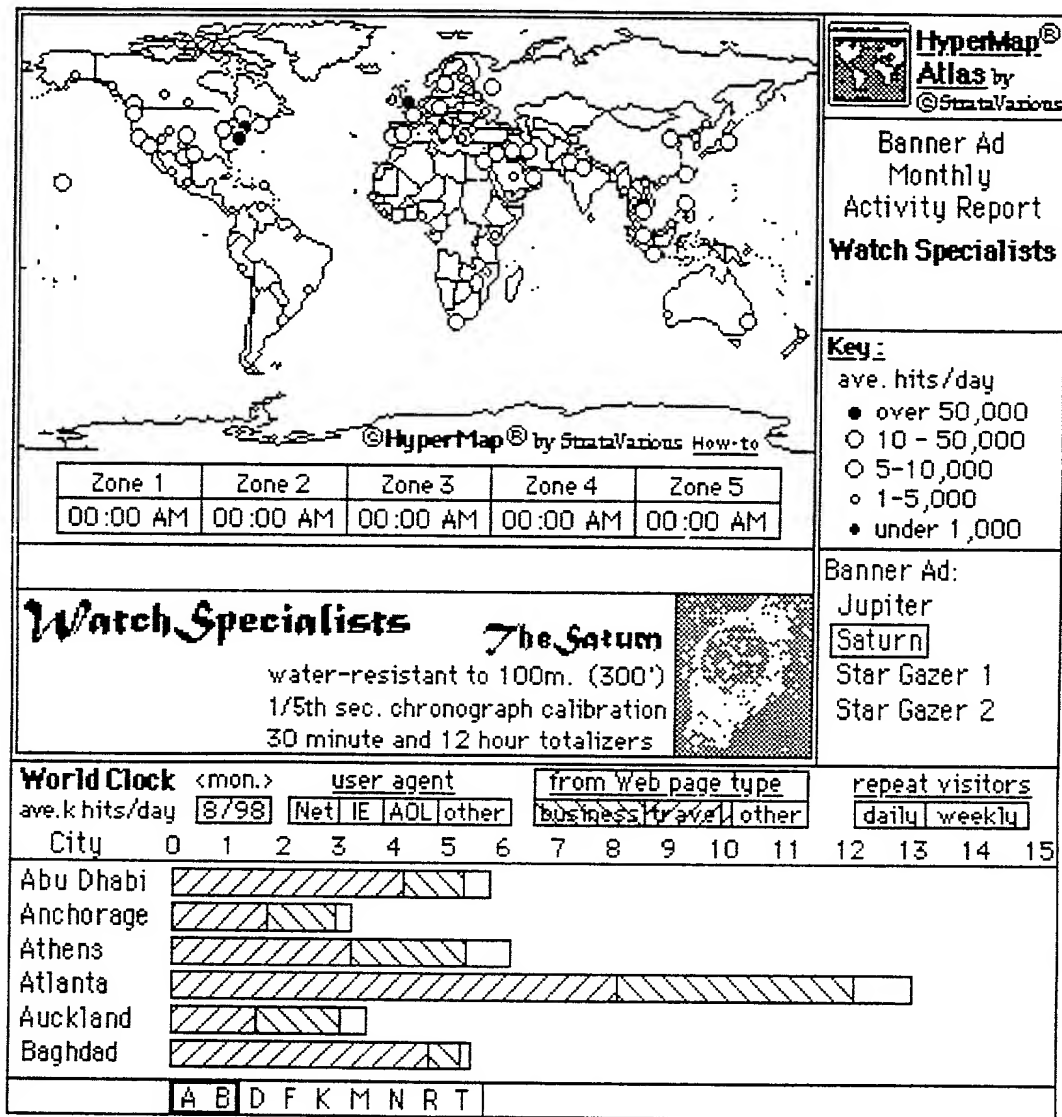 HyperMap®
Atlas by
©StrataVarious
Banner Ad
Monthly
Activity Report
Watch Specialists
Key:
ave. hits/day
● over 50,000
○ 10 - 50,000
○ 5-10,000
○ 1-5,000
● under 1,000
©HyperMap® by StrataVarious How-to
Zone 1 Zone 2 Zone 3 Zone 4 Zone 5
00:00 AM 00:00 AM 00:00 AM 00:00 AM 00:00 AM
Banner Ad:
Jupiter
Saturn
Star Gazer 1
Star Gazer 2
Watch Specialists
The Saturn
water-resistant to 100m. (300')
1/5th sec. chronograph calibration
30 minute and 12 hour totalizers
World Clock <mon.> user agent from Web page type repeat visitors
ave.k hits/day 8/98 Net IE AOL other business travel other daily weekly
City 0 1 2 3 4 5 6 7 8 9 10 11 12 13 14 15
Abu Dhabi
Anchorage
Athens
Atlanta
Auckland
Baghdad
A B D F K M N R T